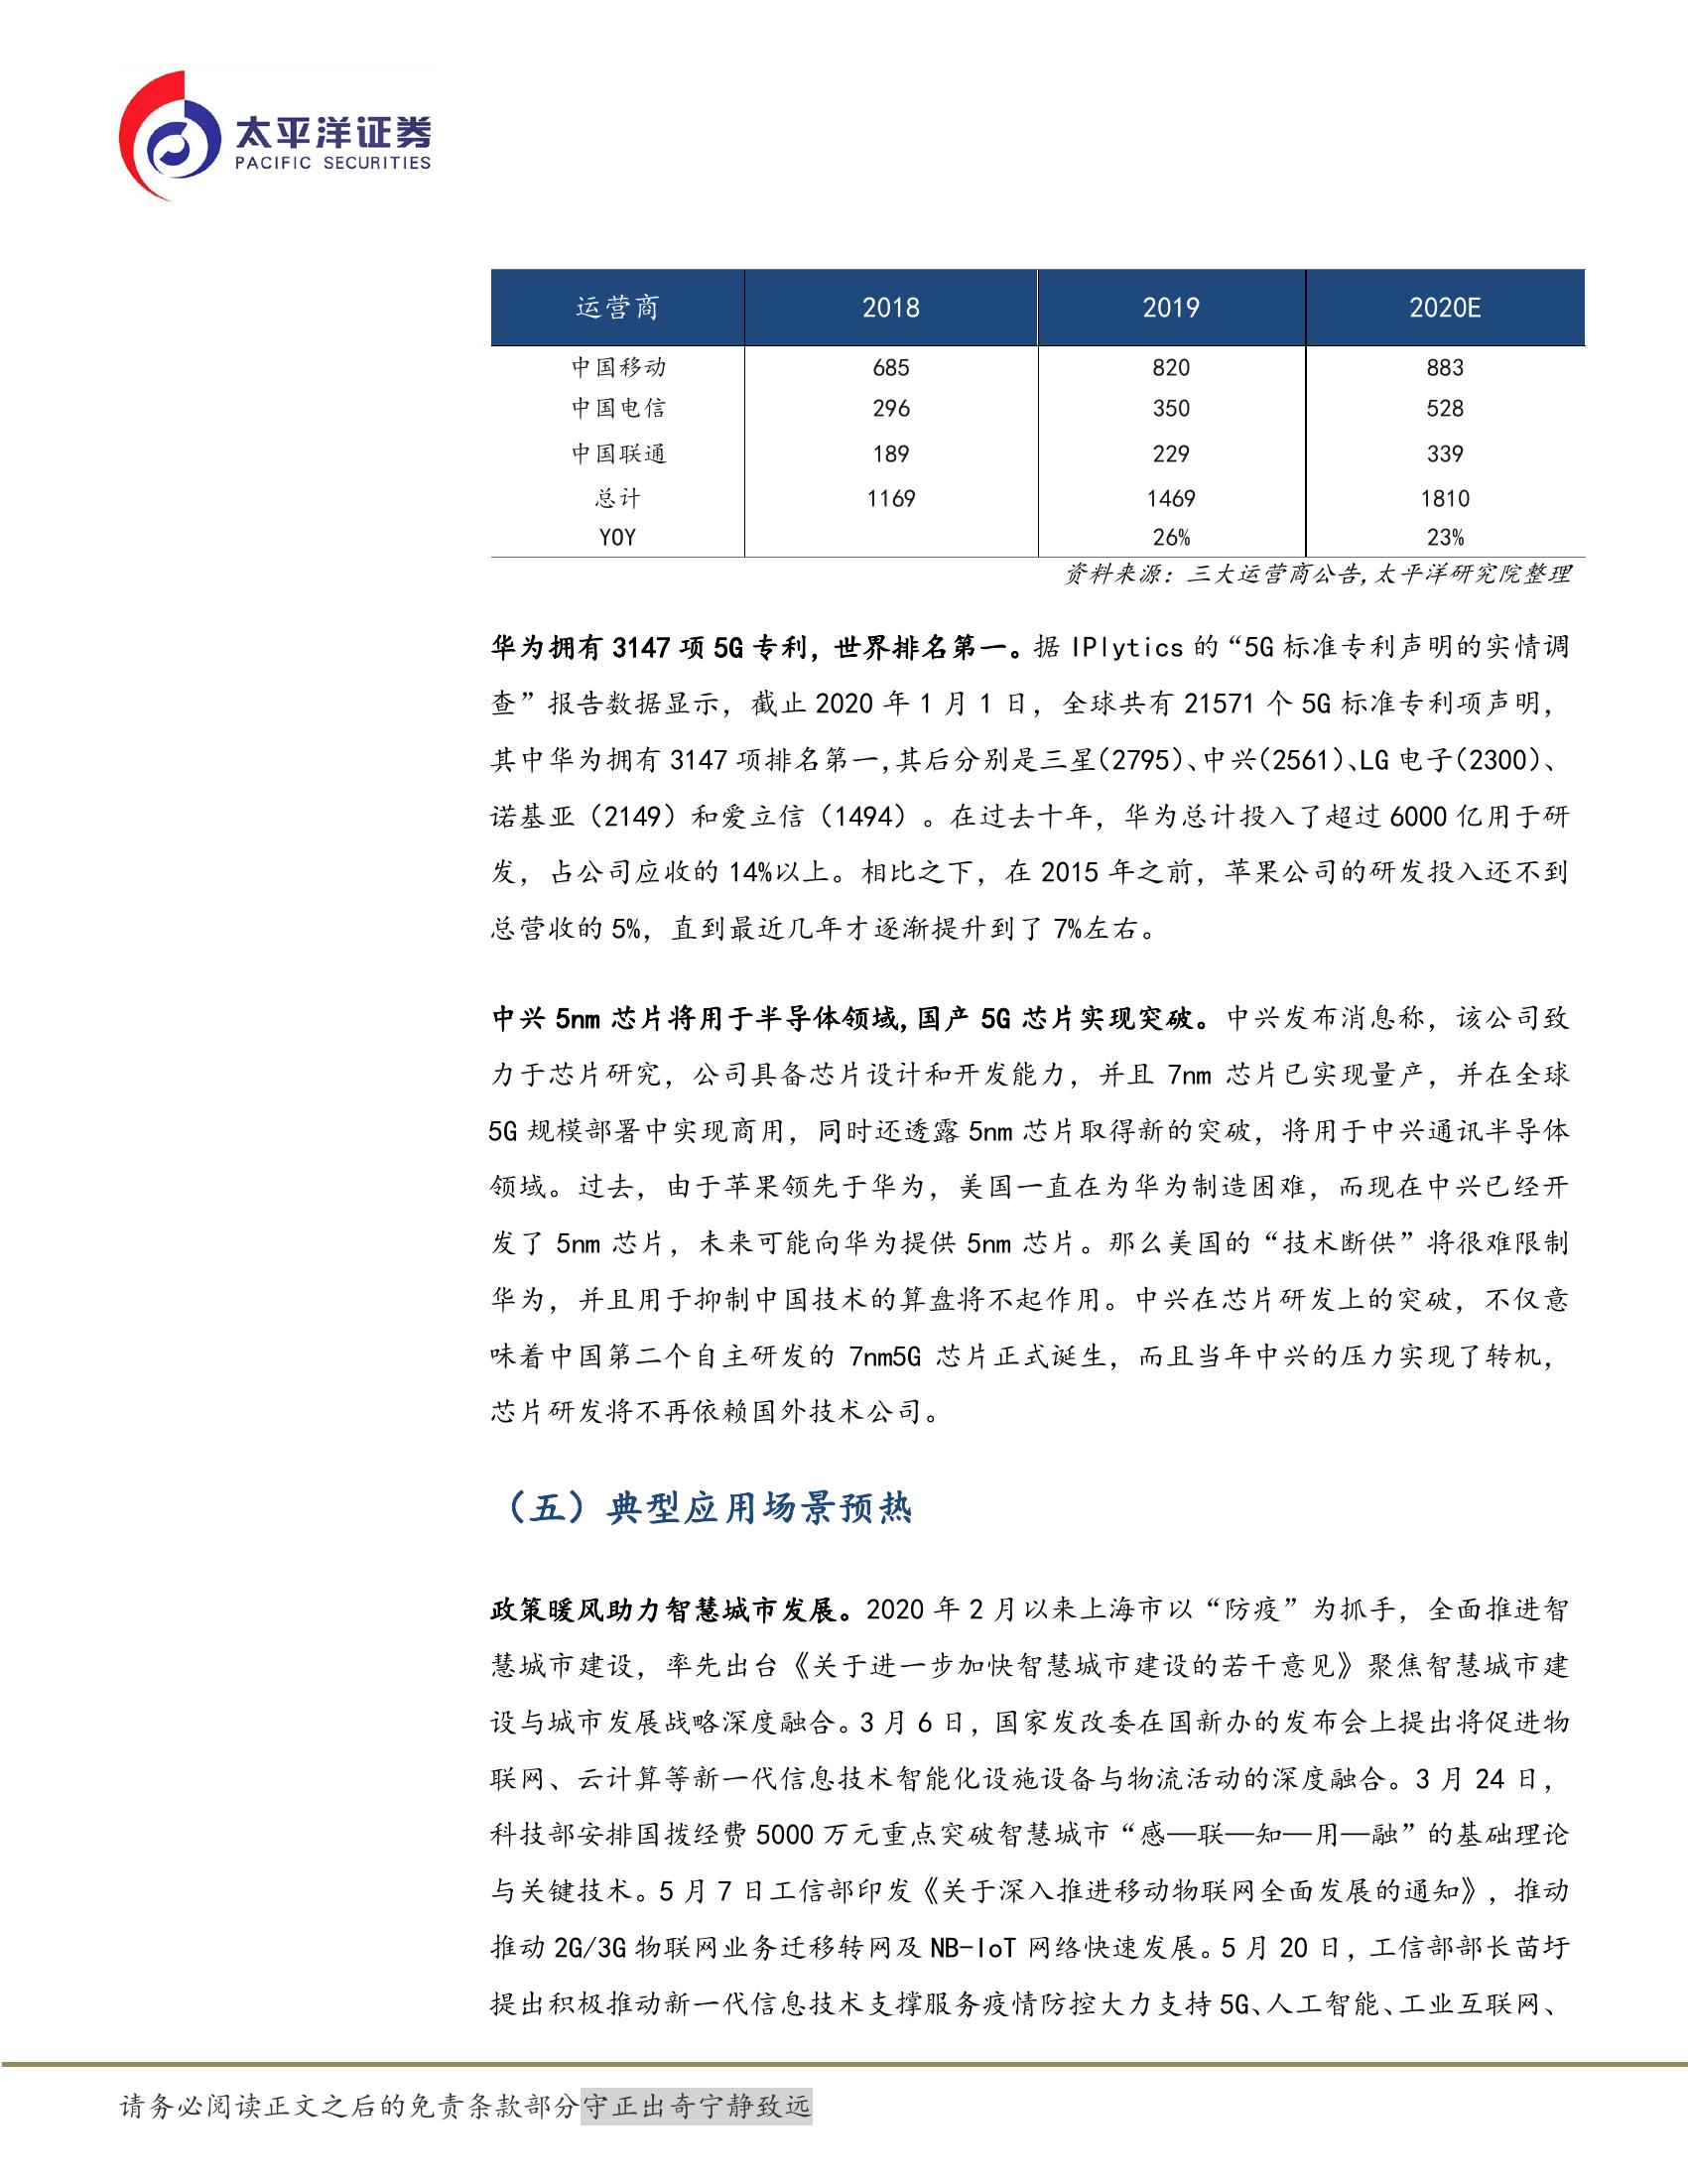 太平洋证券
PACIFIC SECURITIES
运营商 2018 2019 2020E
中国移动 685 820 883
中国电信 296 350 528
中国联通 189 229 339
总计 1169 1469 1810
YOY 26% 23%
资料来源：三大运营商公告,太平洋研究院整理
华为拥有 3147 项 5G 专利，世界排名第一。据 IPlytics 的“5G 标准专利声明的实情调
查”报告数据显示，截止 2020 年 1 月 1 日，全球共有 21571 个 5G 标准专利项声明，
其中华为拥有 3147 项排名第一,其后分别是三星(2795)、中兴(2561)、LG 电子(2300)、
诺基亚（2149）和爱立信（1494）。在过去十年，华为总计投入了超过 6000 亿用于研
发，占公司应收的 14%以上。相比之下，在 2015 年之前，苹果公司的研发投入还不到
总营收的 5%，直到最近几年才逐渐提升到了 7%左右。
中兴 5nm 芯片将用于半导体领域,国产 5G 芯片实现突破。中兴发布消息称，该公司致
力于芯片研究，公司具备芯片设计和开发能力，并且 7nm 芯片已实现量产，并在全球
5G 规模部署中实现商用，同时还透露 5nm 芯片取得新的突破，将用于中兴通讯半导体
领域。过去，由于苹果领先于华为，美国一直在为华为制造困难，而现在中兴已经开
发了 5nm 芯片，未来可能向华为提供 5nm 芯片。那么美国的“技术断供”将很难限制
华为，并且用于抑制中国技术的算盘将不起作用。中兴在芯片研发上的突破，不仅意
味着中国第二个自主研发的 7nm5G 芯片正式诞生，而且当年中兴的压力实现了转机，
芯片研发将不再依赖国外技术公司。
（五）典型应用场景预热
政策暖风助力智慧城市发展。2020 年 2 月以来上海市以“防疫”为抓手，全面推进智
慧城市建设，率先出台《关于进一步加快智慧城市建设的若干意见》聚焦智慧城市建
设与城市发展战略深度融合。3 月 6 日，国家发改委在国新办的发布会上提出将促进物
联网、云计算等新一代信息技术智能化设施设备与物流活动的深度融合。3 月 24 日，
科技部安排国拨经费 5000 万元重点突破智慧城市“感—联—知—用—融”的基础理论
与关键技术。5 月 7 日工信部印发《关于深入推进移动物联网全面发展的通知》，推动
推动 2G/3G 物联网业务迁移转网及 NB-IoT 网络快速发展。5 月 20 日，工信部部长苗圩
提出积极推动新一代信息技术支撑服务疫情防控大力支持 5G、人工智能、工业互联网、
请务必阅读正文之后的免责条款部分守正出奇宁静致远